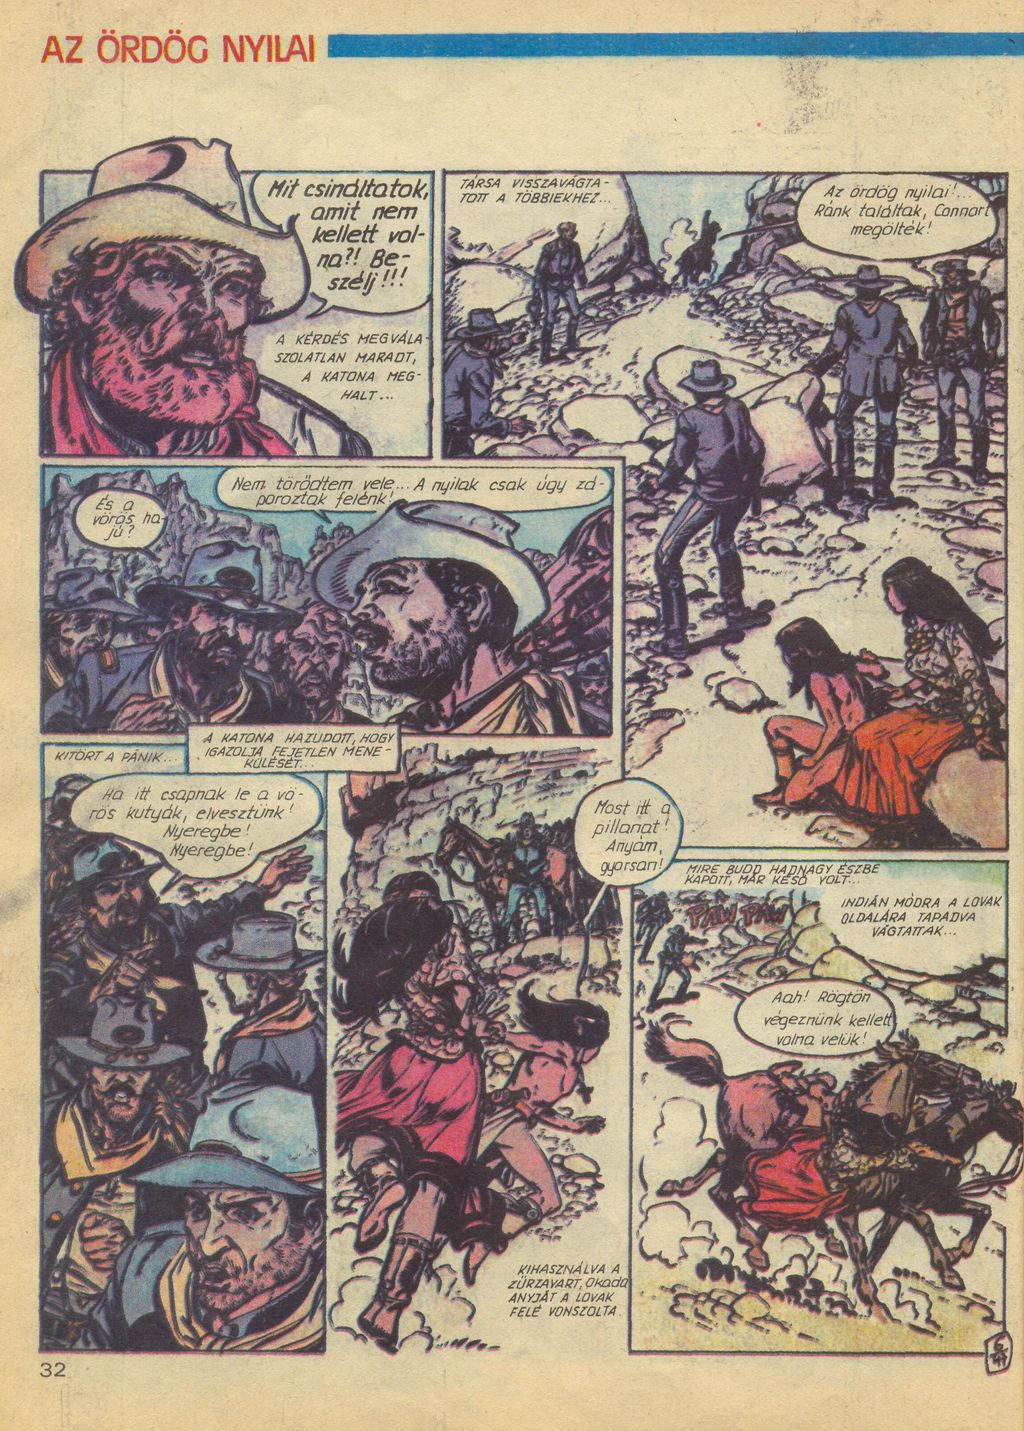 AZ ÖRDÖG NYILAI
Mit csináltatok,
amit nem
kellett vol-
na?! Be-
szélj!!!
A KÉRDÉS MEGVÁLA-
SZOLATLAN MARADT,
A KATONA MEG-
HALT...
TÁRSA VISSZAVÁGTA-
TOTT A TÖBBIEKHEZ...
Az ördög nyilai!...
Ránk találtak, Connort
megölték!
És a
vörös ha-
jú?
Nem törődtem vele... A nyilak csak úgy zá-
poroztak felénk!
A KATONA HAZUDOTT, HOGY
IGAZOLJA FEJETLEN MENE-
KÜLÉSÉT...
KITÖRT A PÁNIK...
Ha itt csapnak le a vö-
rös kutyák, elvesztünk!
Nyeregbe!
Nyeregbe!
Most itt a
pillanat!
Anyám,
gyorsan!
KIHASZNÁLVA A
ZŰRZAVART, Okada
ANYJÁT A LOVAK
FELÉ VONSZOLTA.
MIRE BUDD HADNAGY ÉSZBE
KAPOTT, MÁR KÉSŐ VOLT...
PAW PAW
INDIÁN MÓDRA A LOVAK
OLDALÁRA TAPADVA
VÁGTATTAK...
Aah! Rögtön
végeznünk kellett
volna velük!
32